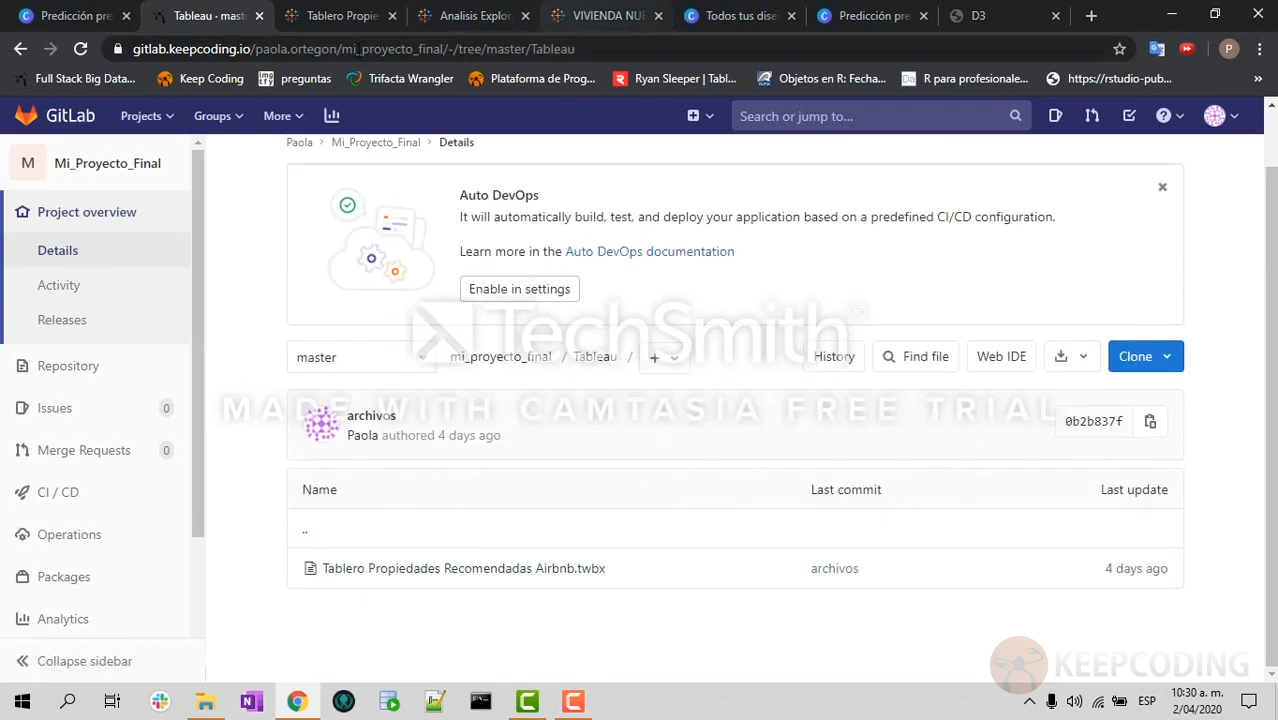 Predicción pre
Tableau - mast
Tablero Propie
Analisis Explor
VIVIENDA NUE
Todos tus dise
Predicción pre
D3
gitlab.keepcoding.io/paola.ortegon/mi_proyecto_final/-/tree/master/Tableau
P
Full Stack Big Data...
Keep Coding
preguntas
Trifacta Wrangler
Plataforma de Prog...
Ryan Sleeper | Tabl...
Objetos en R: Fecha...
R para profesionale...
https://rstudio-pub...
»
GitLab
Projects
Groups
More
Search or jump to...
M
Mi_Proyecto_Final
Project overview
Details
Activity
Releases
Repository
Issues 0
Merge Requests 0
CI / CD
Operations
Packages
Analytics
Collapse sidebar
Paola > Mi_Proyecto_Final > Details
Auto DevOps
It will automatically build, test, and deploy your application based on a predefined CI/CD configuration.
Learn more in the Auto DevOps documentation
Enable in settings
TechSmith
master
mi_proyecto_final / Tableau / +
History
Find file
Web IDE
Clone
MADE WITH CAMTASIA FREE TRIAL
archivos
Paola authored 4 days ago
0b2b837f
Name Last commit Last update
..
Tablero Propiedades Recomendadas Airbnb.twbx archivos 4 days ago
KEEPCODING
ESP
10:30 a. m.
2/04/2020